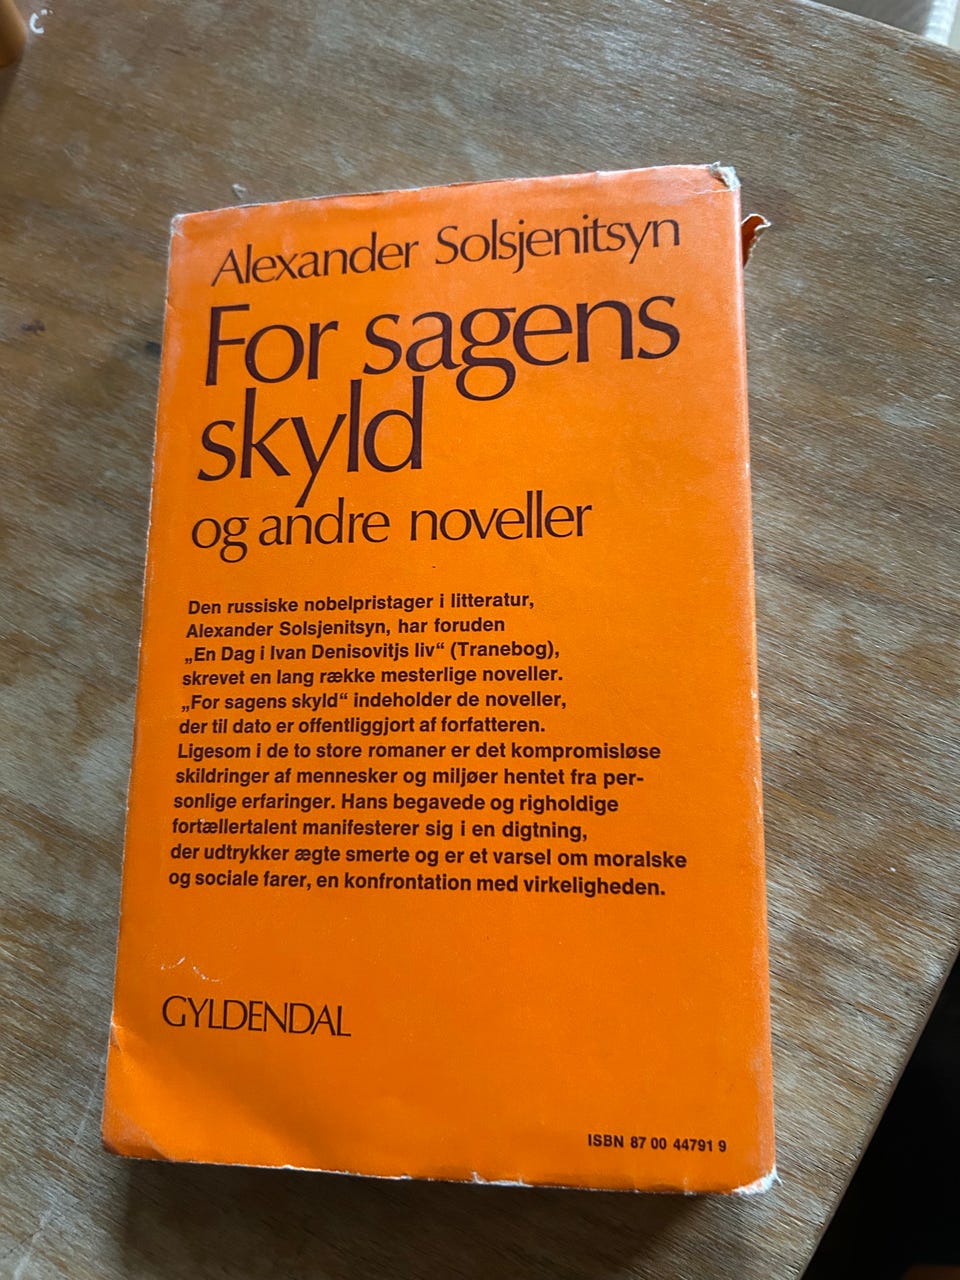 Alexander Solsjenitsyn
For sagens
skyld
og andre noveller
Den russiske nobelpristager i litteratur,
Alexander Solsjenitsyn, har foruden
„En Dag i Ivan Denisovitjs liv“ (Tranebog),
skrevet en lang række mesterlige noveller.
„For sagens skyld“ indeholder de noveller,
der til dato er offentliggjort af forfatteren.
Ligesom i de to store romaner er det kompromisløse
skildringer af mennesker og miljøer hentet fra per-
sonlige erfaringer. Hans begavede og righoldige
fortællertalent manifesterer sig i en digtning,
der udtrykker ægte smerte og er et varsel om moralske
og sociale farer, en konfrontation med virkeligheden.
GYLDENDAL
ISBN 87 00 44791 9